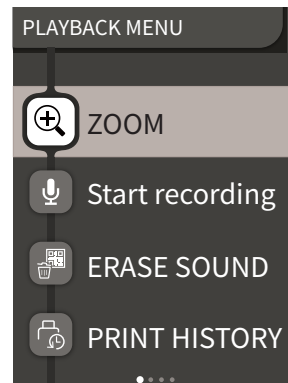 PLAYBACK MENU
ZOOM
Start recording
ERASE SOUND
PRINT HISTORY